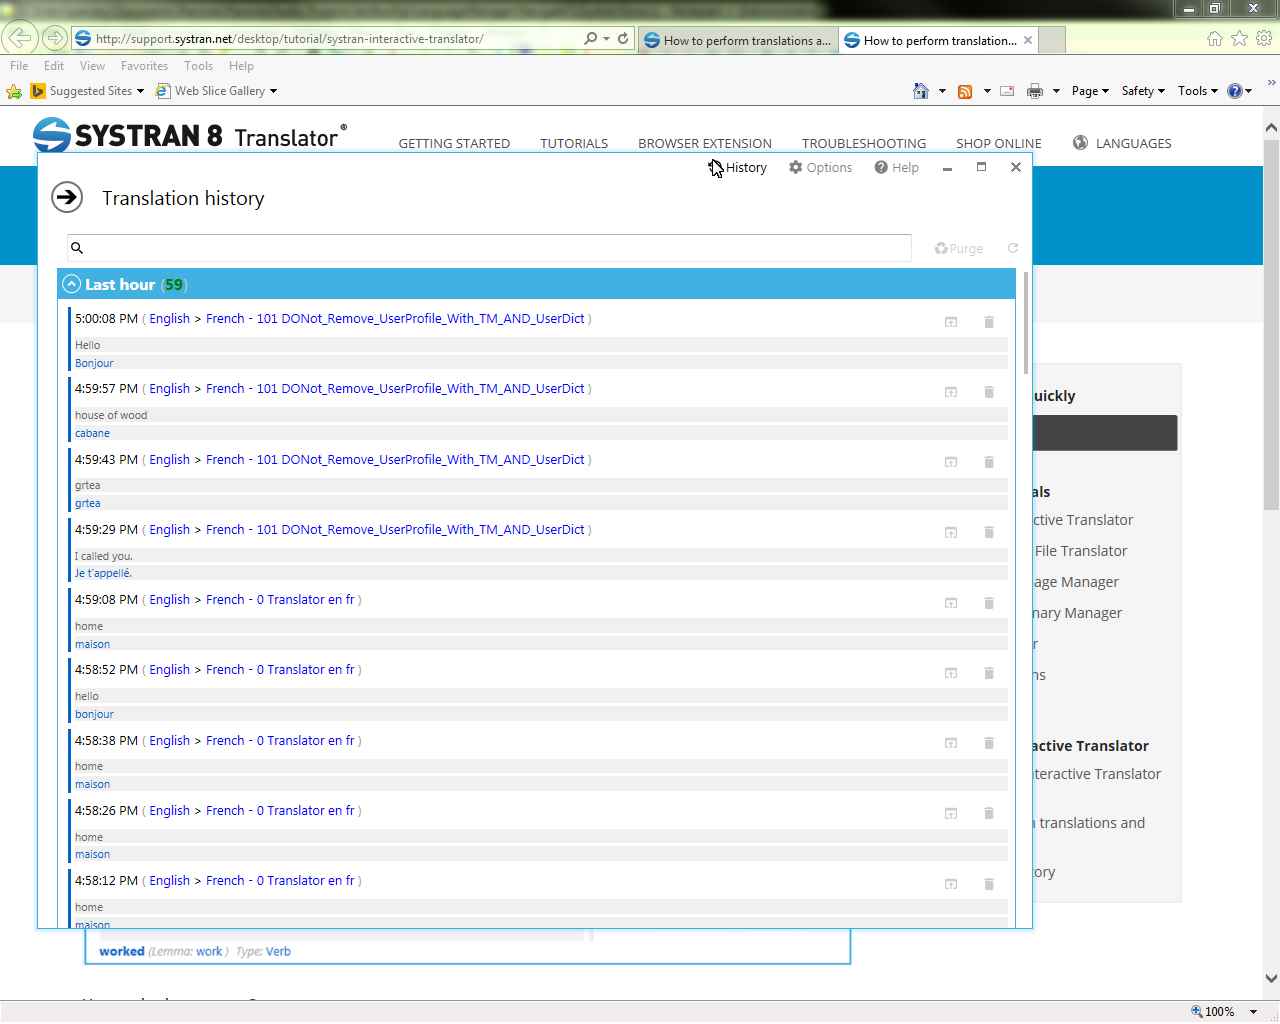 http://support.systran.net/desktop/tutorial/systran-interactive-translator/
How to perform translations a...
How to perform translation...
File Edit View Favorites Tools Help
Suggested Sites Web Slice Gallery
Page Safety Tools
SYSTRAN 8 Translator®
GETTING STARTED TUTORIALS BROWSER EXTENSION TROUBLESHOOTING SHOP ONLINE LANGUAGES
History Options Help
Translation history
Purge
Last hour (59)
5:00:08 PM ( English > French - 101 DONot_Remove_UserProfile_With_TM_AND_UserDict )
Hello
Bonjour
4:59:57 PM ( English > French - 101 DONot_Remove_UserProfile_With_TM_AND_UserDict )
house of wood
cabane
4:59:43 PM ( English > French - 101 DONot_Remove_UserProfile_With_TM_AND_UserDict )
grtea
grtea
4:59:29 PM ( English > French - 101 DONot_Remove_UserProfile_With_TM_AND_UserDict )
I called you.
Je t'appellé.
4:59:08 PM ( English > French - 0 Translator en fr )
home
maison
4:58:52 PM ( English > French - 0 Translator en fr )
hello
bonjour
4:58:38 PM ( English > French - 0 Translator en fr )
home
maison
4:58:26 PM ( English > French - 0 Translator en fr )
home
maison
4:58:12 PM ( English > French - 0 Translator en fr )
home
maison
uickly
als
ctive Translator
File Translator
age Manager
nary Manager
r
ns
active Translator
nteractive Translator
translations and
ory
worked (Lemma: work ) Type: Verb
100%